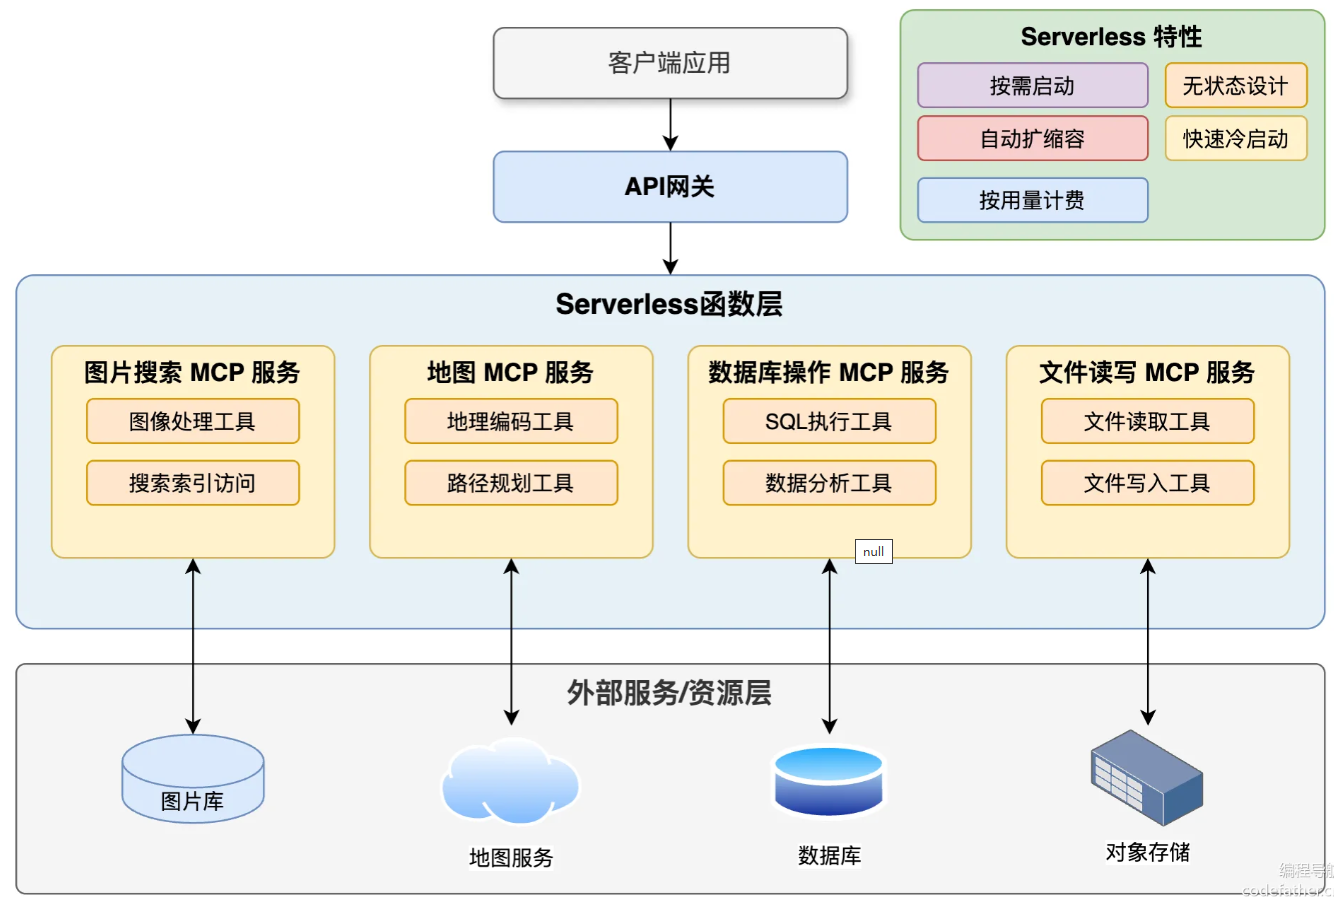 客户端应用
API网关
Serverless 特性
按需启动
无状态设计
自动扩缩容
快速冷启动
按用量计费
Serverless函数层
图片搜索 MCP 服务
图像处理工具
搜索索引访问
地图 MCP 服务
地理编码工具
路径规划工具
数据库操作 MCP 服务
SQL执行工具
数据分析工具
null
文件读写 MCP 服务
文件读取工具
文件写入工具
外部服务/资源层
图片库
地图服务
数据库
对象存储
编程导航
codefather.c